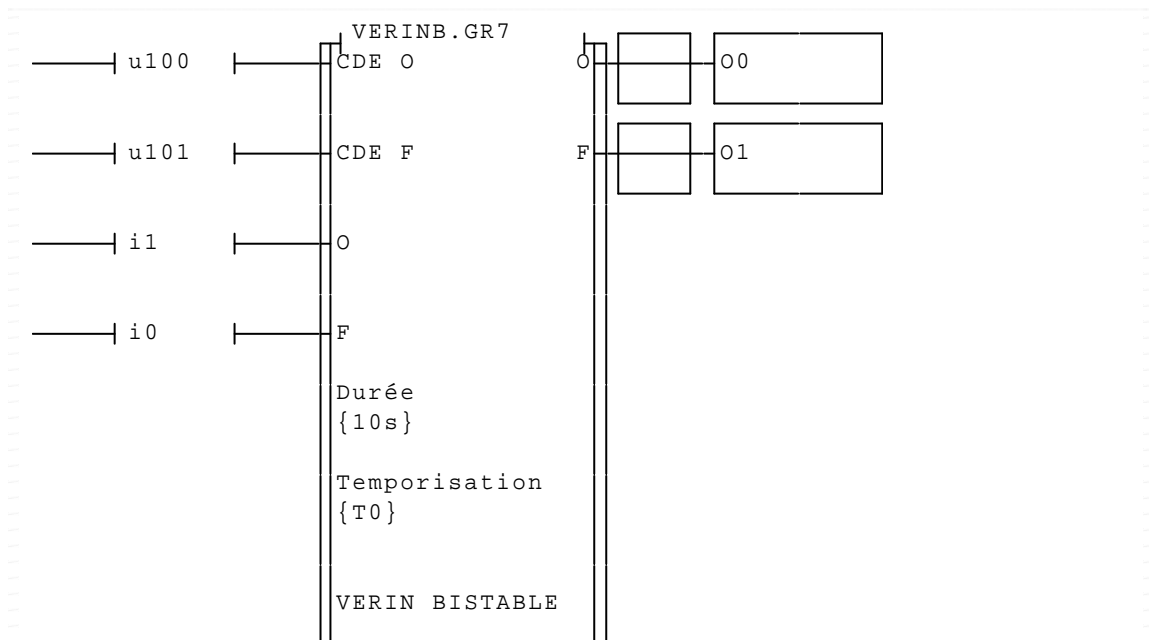 VERINB.GR7
u100 CDE O O O0
u101 CDE F F O1
i1 O
i0 F
Durée
{10s}
Temporisation
{T0}
VERIN BISTABLE